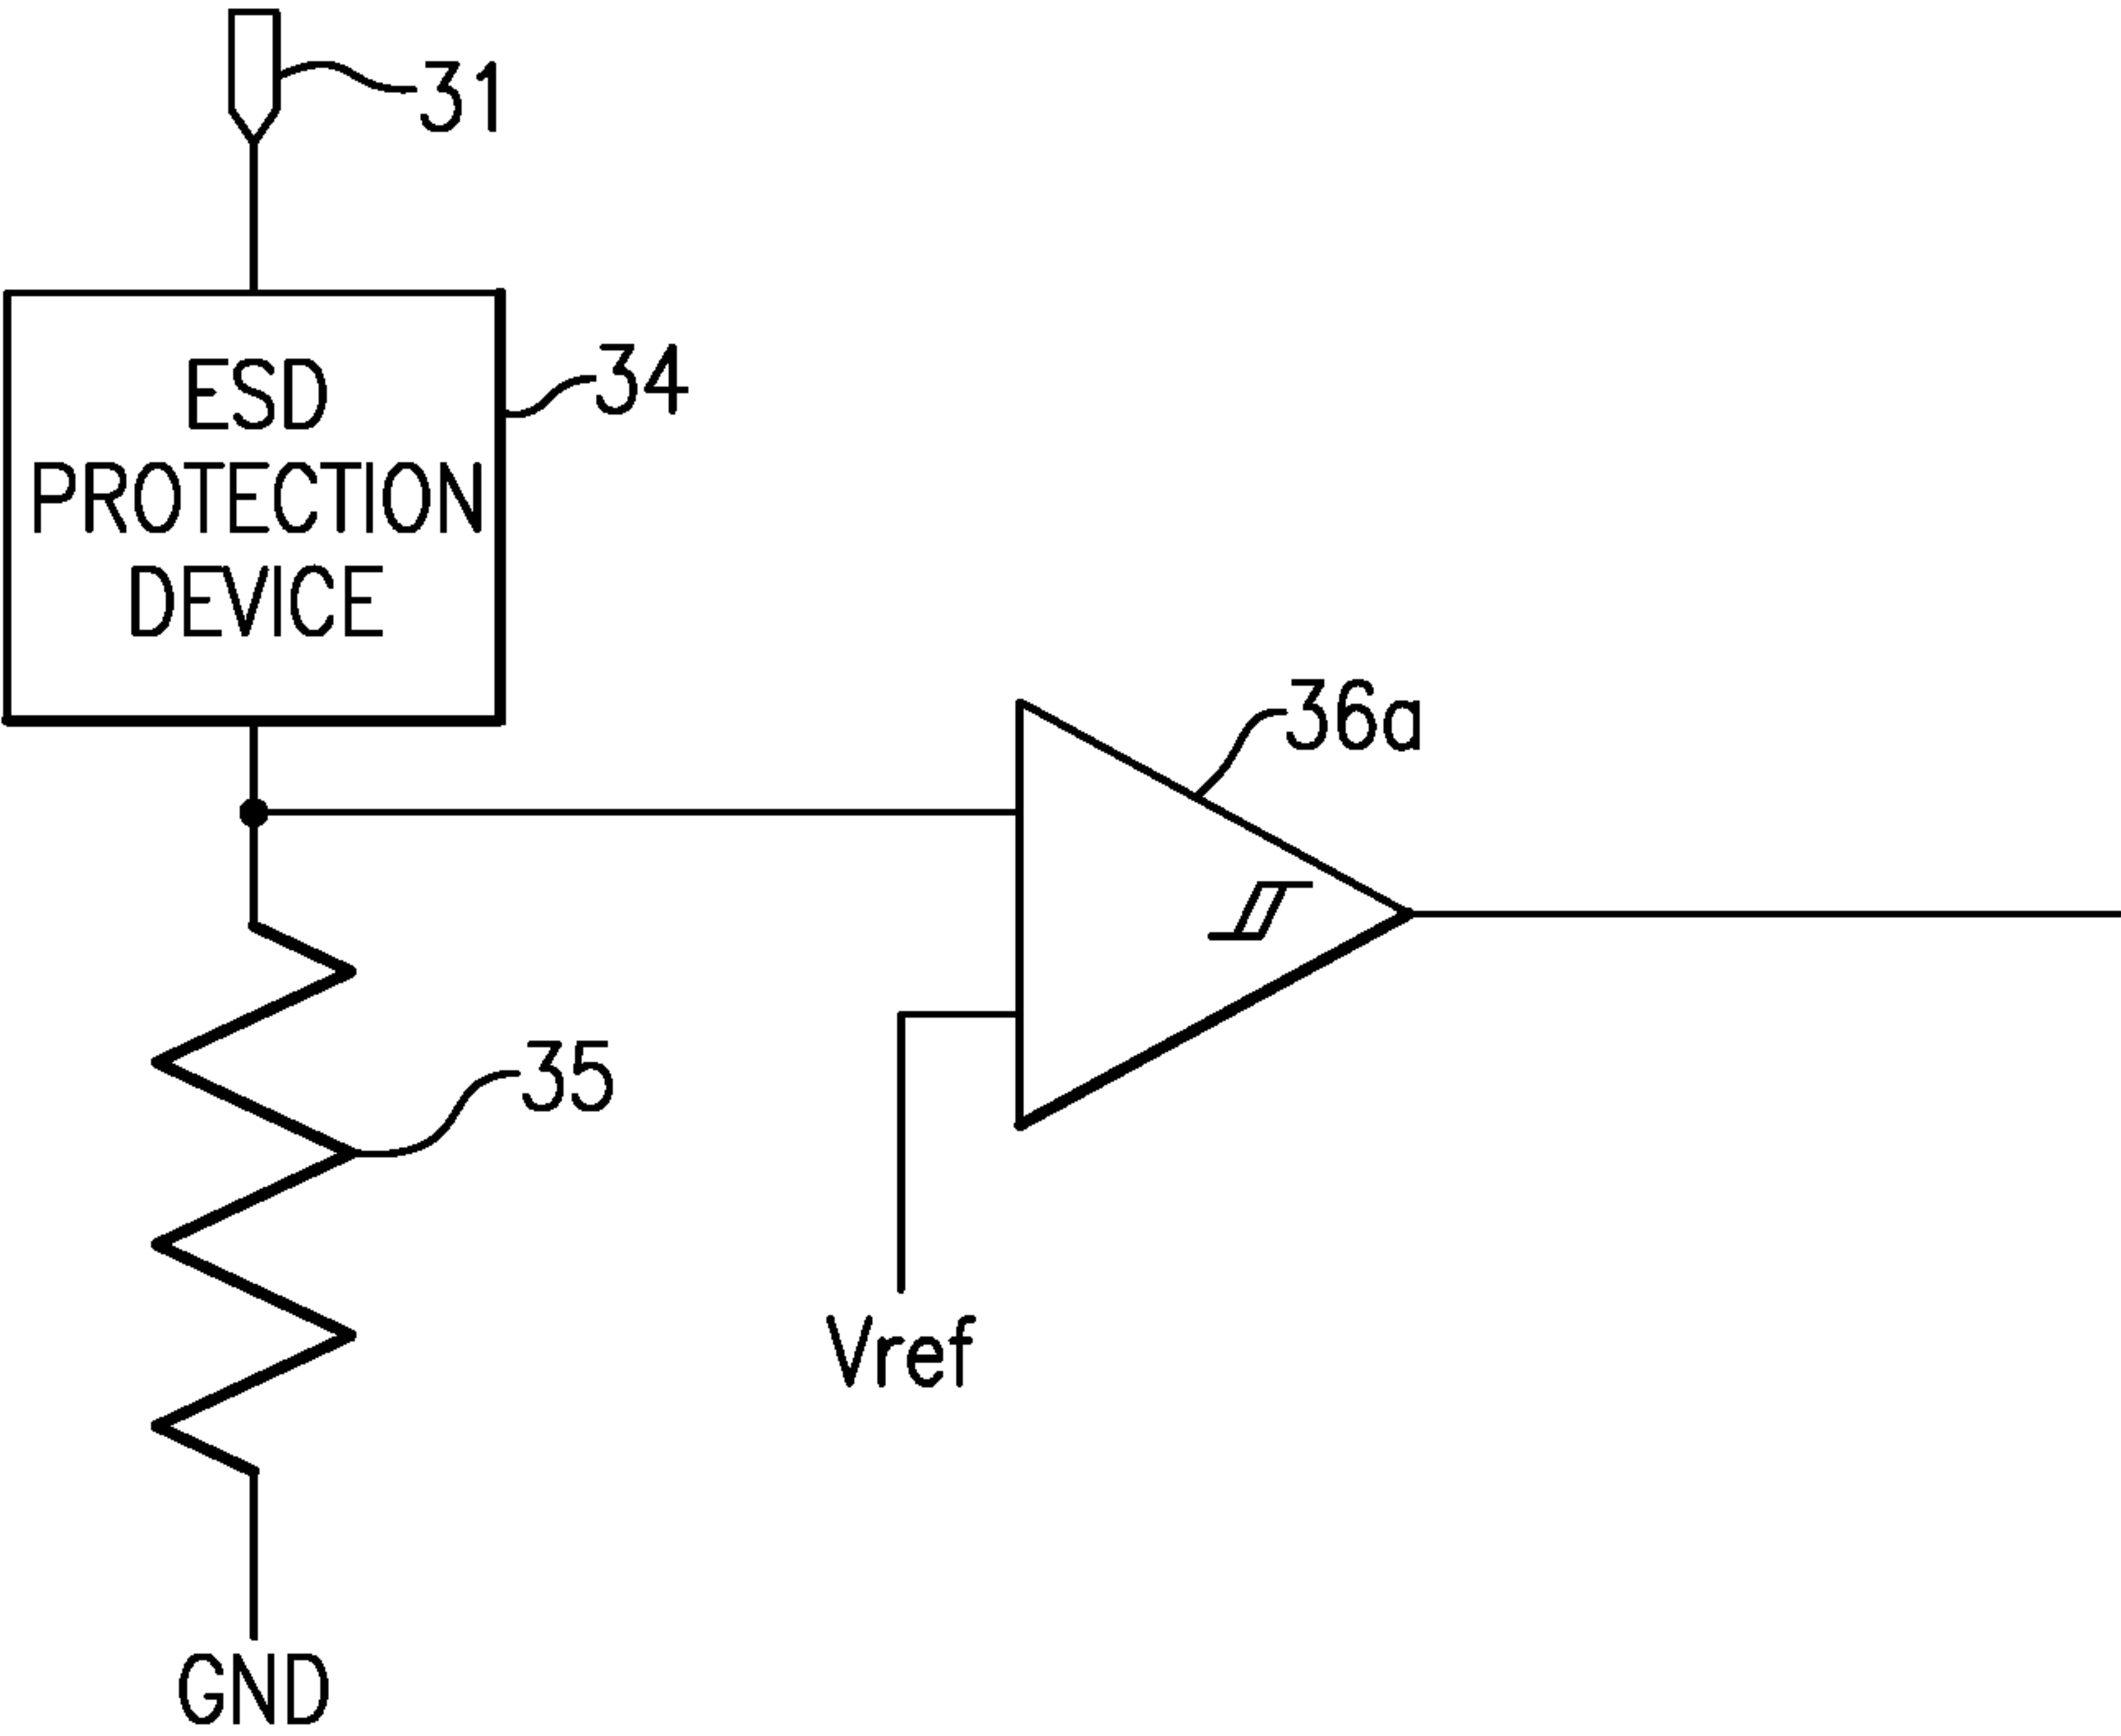 31
ESD
PROTECTION
DEVICE
34
36a
35
Vref
GND